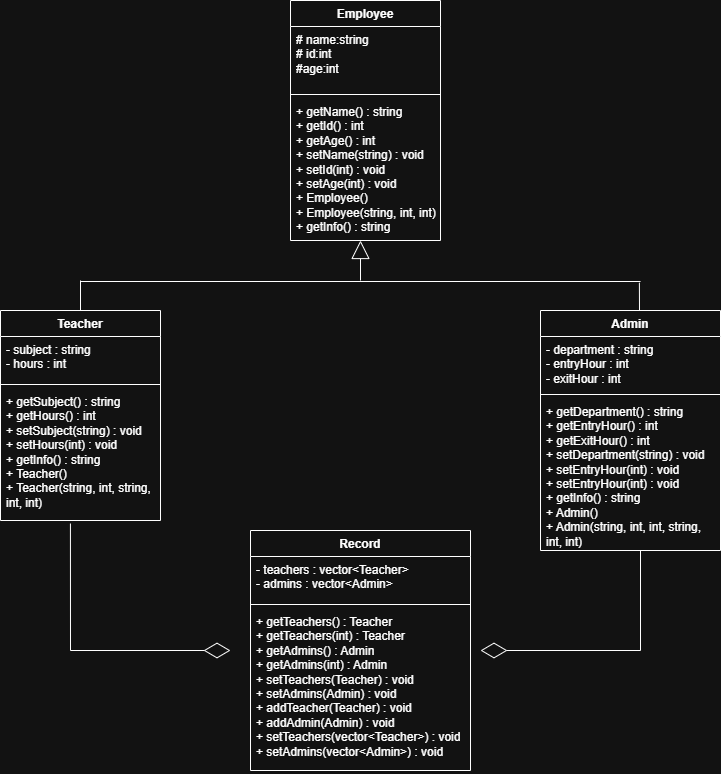 Employee
# name:string
# id:int
#age:int
+ getName() : string
+ getId() : int
+ getAge() : int
+ setName(string) : void
+ setId(int) : void
+ setAge(int) : void
+ Employee()
+ Employee(string, int, int)
+ getInfo() : string
Teacher
- subject : string
- hours : int
+ getSubject() : string
+ getHours() : int
+ setSubject(string) : void
+ setHours(int) : void
+ getInfo() : string
+ Teacher()
+ Teacher(string, int, string,
int, int)
Admin
- department : string
- entryHour : int
- exitHour : int
+ getDepartment() : string
+ getEntryHour() : int
+ getExitHour() : int
+ setDepartment(string) : void
+ setEntryHour(int) : void
+ setEntryHour(int) : void
+ getInfo() : string
+ Admin()
+ Admin(string, int, int, string,
int, int)
Record
- teachers : vector<Teacher>
- admins : vector<Admin>
+ getTeachers() : Teacher
+ getTeachers(int) : Teacher
+ getAdmins() : Admin
+ getAdmins(int) : Admin
+ setTeachers(Teacher) : void
+ setAdmins(Admin) : void
+ addTeacher(Teacher) : void
+ addAdmin(Admin) : void
+ setTeachers(vector<Teacher>) : void
+ setAdmins(vector<Admin>) : void